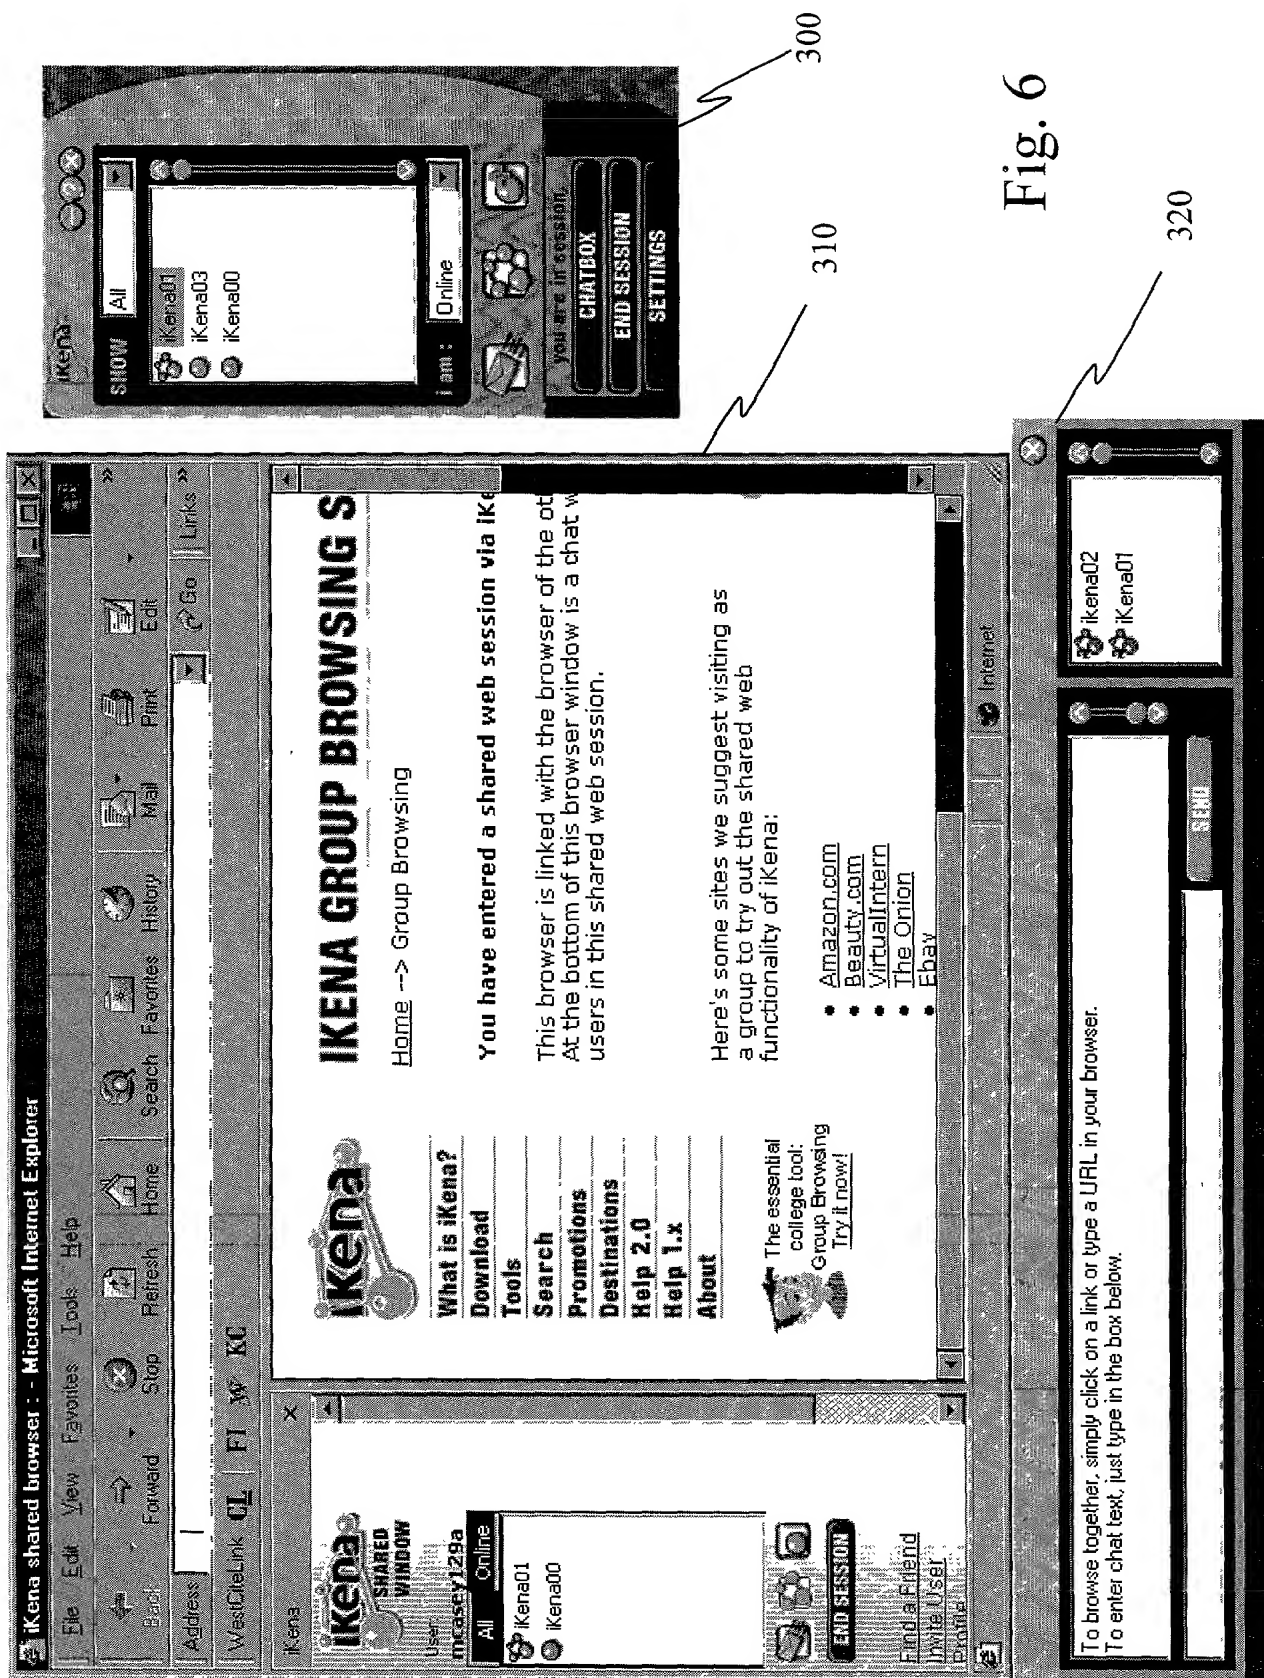 iKena shared browser : - Microsoft Internet Explorer
File Edit View Favorites Tools Help
Back Forward Stop Refresh Home Search Favorites History Mail Print Edit »
Address Go Links »
WestCiteLink CL FI W KC
iKena
iKena
SHARED
WINDOW
User:
mcasey129a
All Online
iKena01
iKena00
END SESSION
Find a Friend
Invite User
Profile
iKena
What is iKena?
Download
Tools
Search
Promotions
Destinations
Help 2.0
Help 1.x
About
The essential
college tool:
Group Browsing
Try it now!
IKENA GROUP BROWSING S
Home --> Group Browsing
You have entered a shared web session via iKe
This browser is linked with the browser of the ot
At the bottom of this browser window is a chat w
users in this shared web session.
Here's some sites we suggest visiting as
a group to try out the shared web
functionality of iKena:
• Amazon.com
• Beauty.com
• VirtualIntern
• The Onion
• Ebay
Internet
iKena
SHOW All
iKena01
iKena03
iKena00
i am : Online
you are in session.
CHATBOX
END SESSION
SETTINGS
300
310
To browse together, simply click on a link or type a URL in your browser.
To enter chat text, just type in the box below.
SEND
ikena02
iKena01
320
Fig. 6